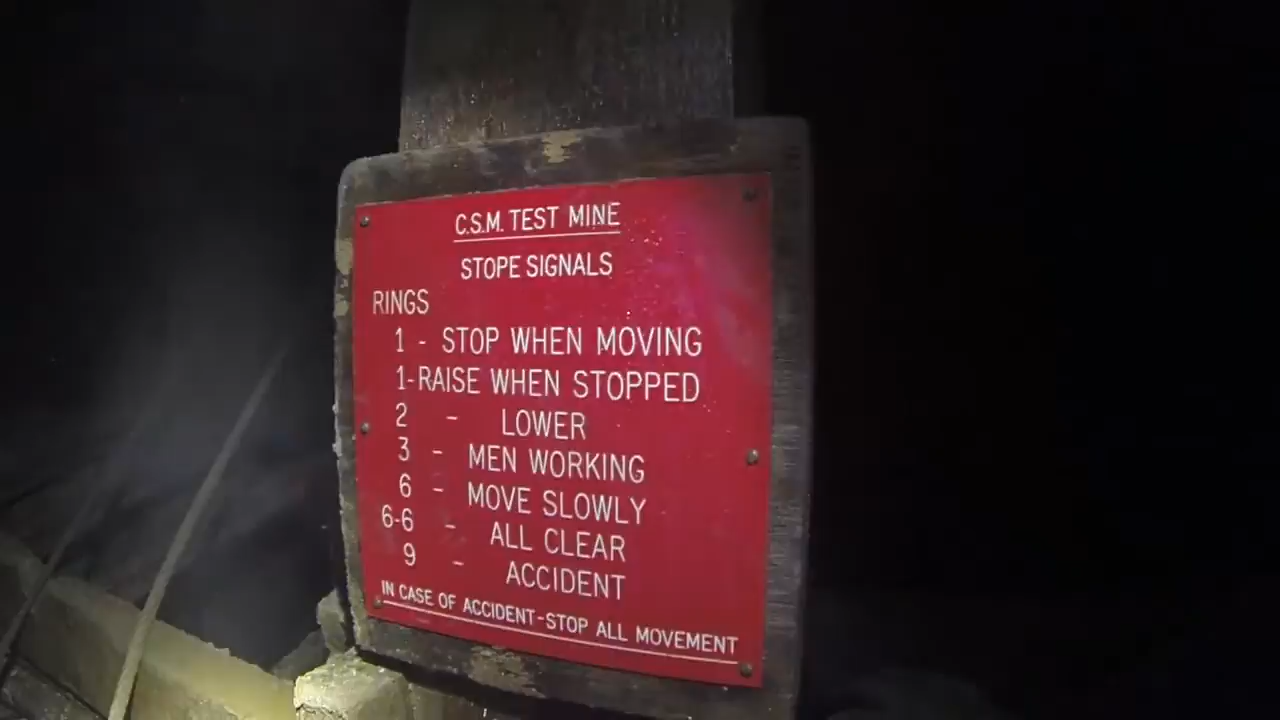 C.S.M. TEST MINE
STOPE SIGNALS
RINGS
1 - STOP WHEN MOVING
1-RAISE WHEN STOPPED
2 - LOWER
3 - MEN WORKING
6 - MOVE SLOWLY
6-6 - ALL CLEAR
9 - ACCIDENT
IN CASE OF ACCIDENT-STOP ALL MOVEMENT